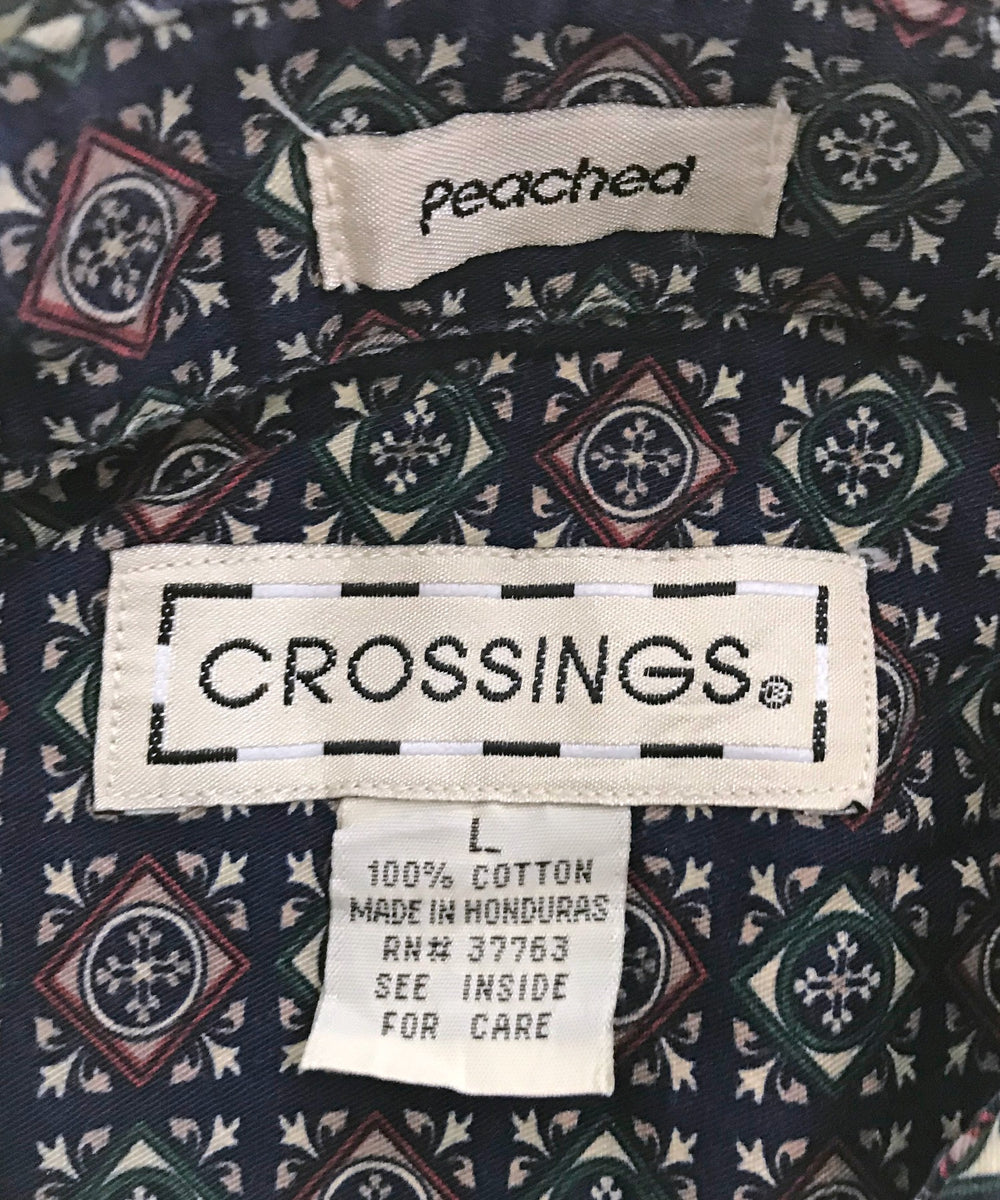 Peached
CROSSINGS®
L
100% COTTON
MADE IN HONDURAS
RN# 37763
SEE INSIDE
FOR CARE